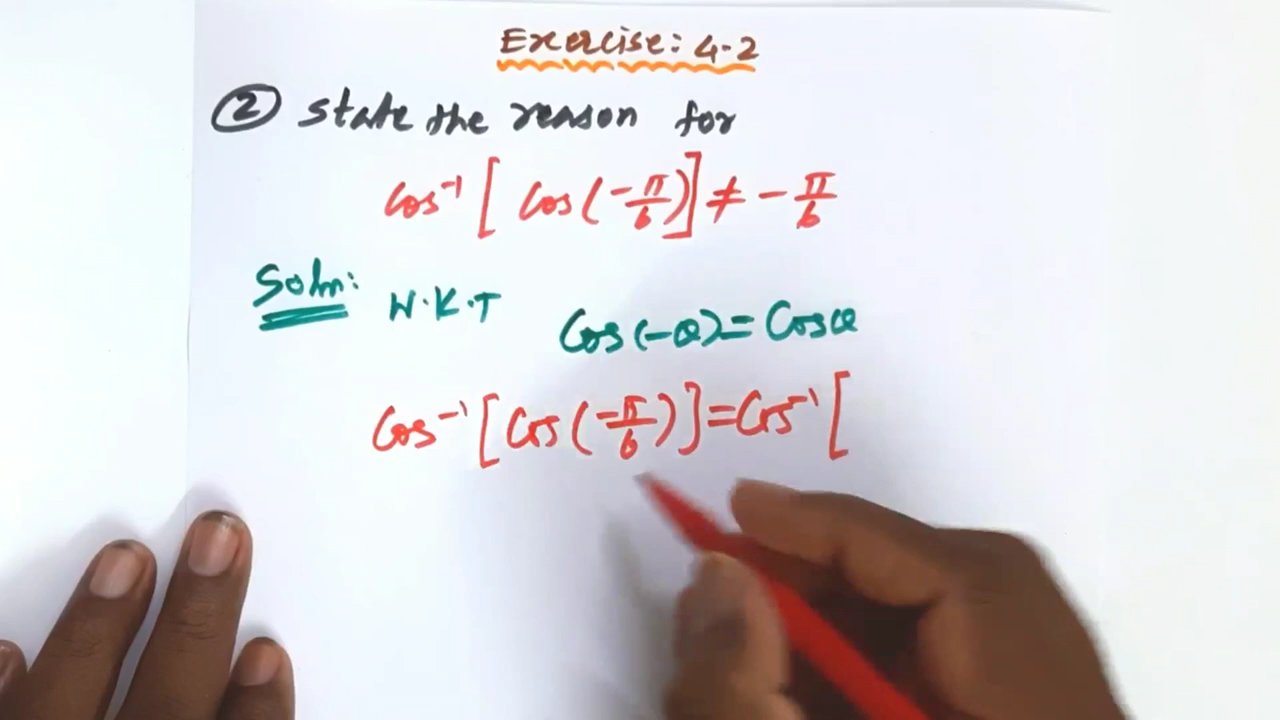 Exercise: 4-2
② State the reason for
Cos⁻¹ [ Cos(-π/6)] ≠ -π/6
Soln:
W.K.T
Cos(-θ)= Cosθ
Cos⁻¹ [Cos(-π/6)]=Cos⁻¹ [